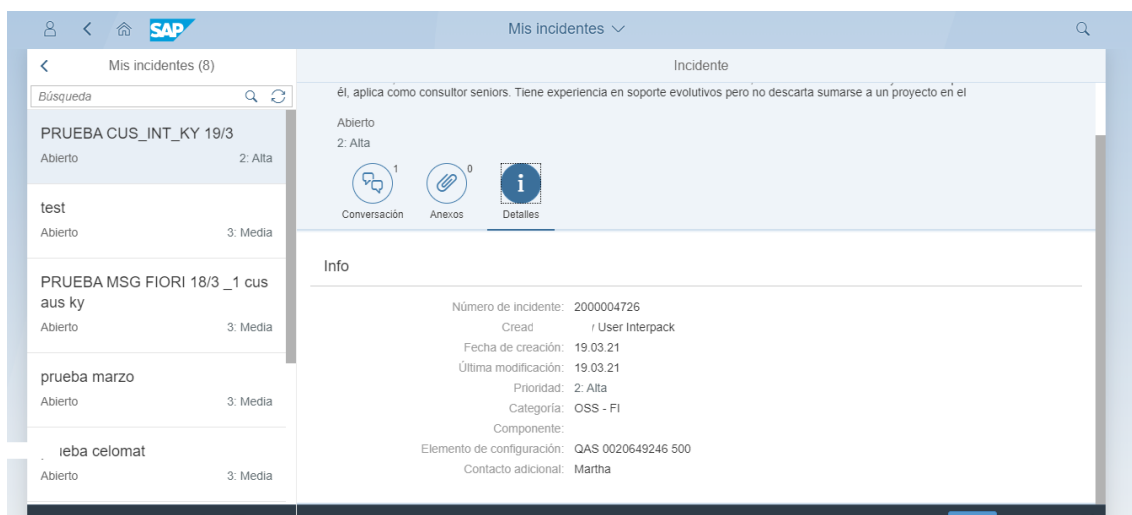 SAP
Mis incidentes
Mis incidentes (8)
Búsqueda
PRUEBA CUS_INT_KY 19/3
Abierto 2: Alta
test
Abierto 3: Media
PRUEBA MSG FIORI 18/3 _1 cus
aus ky
Abierto 3: Media
prueba marzo
Abierto 3: Media
celomat
Abierto 3: Media
Incidente
él, aplica como consultor seniors. Tiene experiencia en soporte evolutivos pero no descarta sumarse a un proyecto en el
Abierto
2: Alta
1
0
Conversación Anexos Detalles
Info
Número de incidente: 2000004726
User Interpack
Fecha de creación: 19.03.21
Última modificación: 19.03.21
Prioridad: 2: Alta
Categoría: OSS - FI
Componente:
Elemento de configuración: QAS 0020649246 500
Contacto adicional: Martha